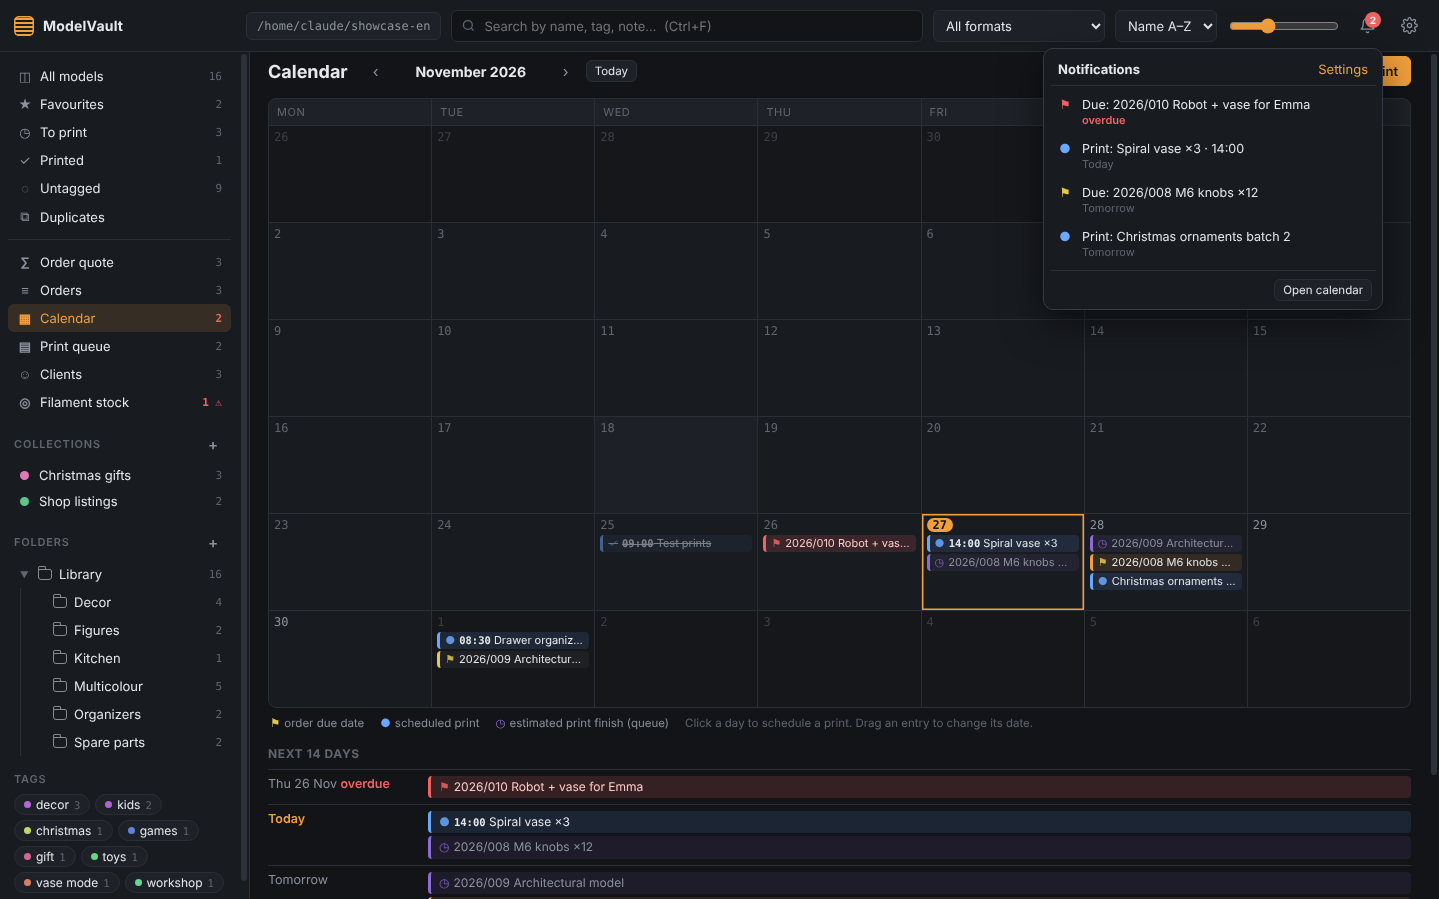 ModelVault
/home/claude/showcase-en
Search by name, tag, note... (Ctrl+F)
All formats
Name A–Z
2
All models 16
Favourites 2
To print 3
Printed 1
Untagged 9
Duplicates
Order quote 3
Orders 3
Calendar 2
Print queue 2
Clients 3
Filament stock 1 ⚠
COLLECTIONS +
Christmas gifts 3
Shop listings 2
FOLDERS +
Library 16
Decor 4
Figures 2
Kitchen 1
Multicolour 5
Organizers 2
Spare parts 2
TAGS
decor 3 kids 2
christmas 1 games 1
gift 1 toys 1
vase mode 1 workshop 1
Calendar ‹ November 2026 › Today
int
Notifications Settings
Due: 2026/010 Robot + vase for Emma
overdue
Print: Spiral vase ×3 · 14:00
Today
Due: 2026/008 M6 knobs ×12
Tomorrow
Print: Christmas ornaments batch 2
Tomorrow
Open calendar
MON TUE WED THU FRI
26 27 28 29 30
2 3 4 5 6
9 10 11 12 13 14 15
16 17 18 19 20 21 22
23 24 25 26 27 28 29
✓ 09:00 Test prints
2026/010 Robot + vas...
14:00 Spiral vase ×3
2026/008 M6 knobs ...
2026/009 Architectur...
2026/008 M6 knobs ...
Christmas ornaments ...
30 1 2 3 4 5 6
08:30 Drawer organiz...
2026/009 Architectur...
order due date scheduled print estimated print finish (queue) Click a day to schedule a print. Drag an entry to change its date.
NEXT 14 DAYS
Thu 26 Nov overdue 2026/010 Robot + vase for Emma
Today 14:00 Spiral vase ×3
2026/008 M6 knobs ×12
Tomorrow 2026/009 Architectural model